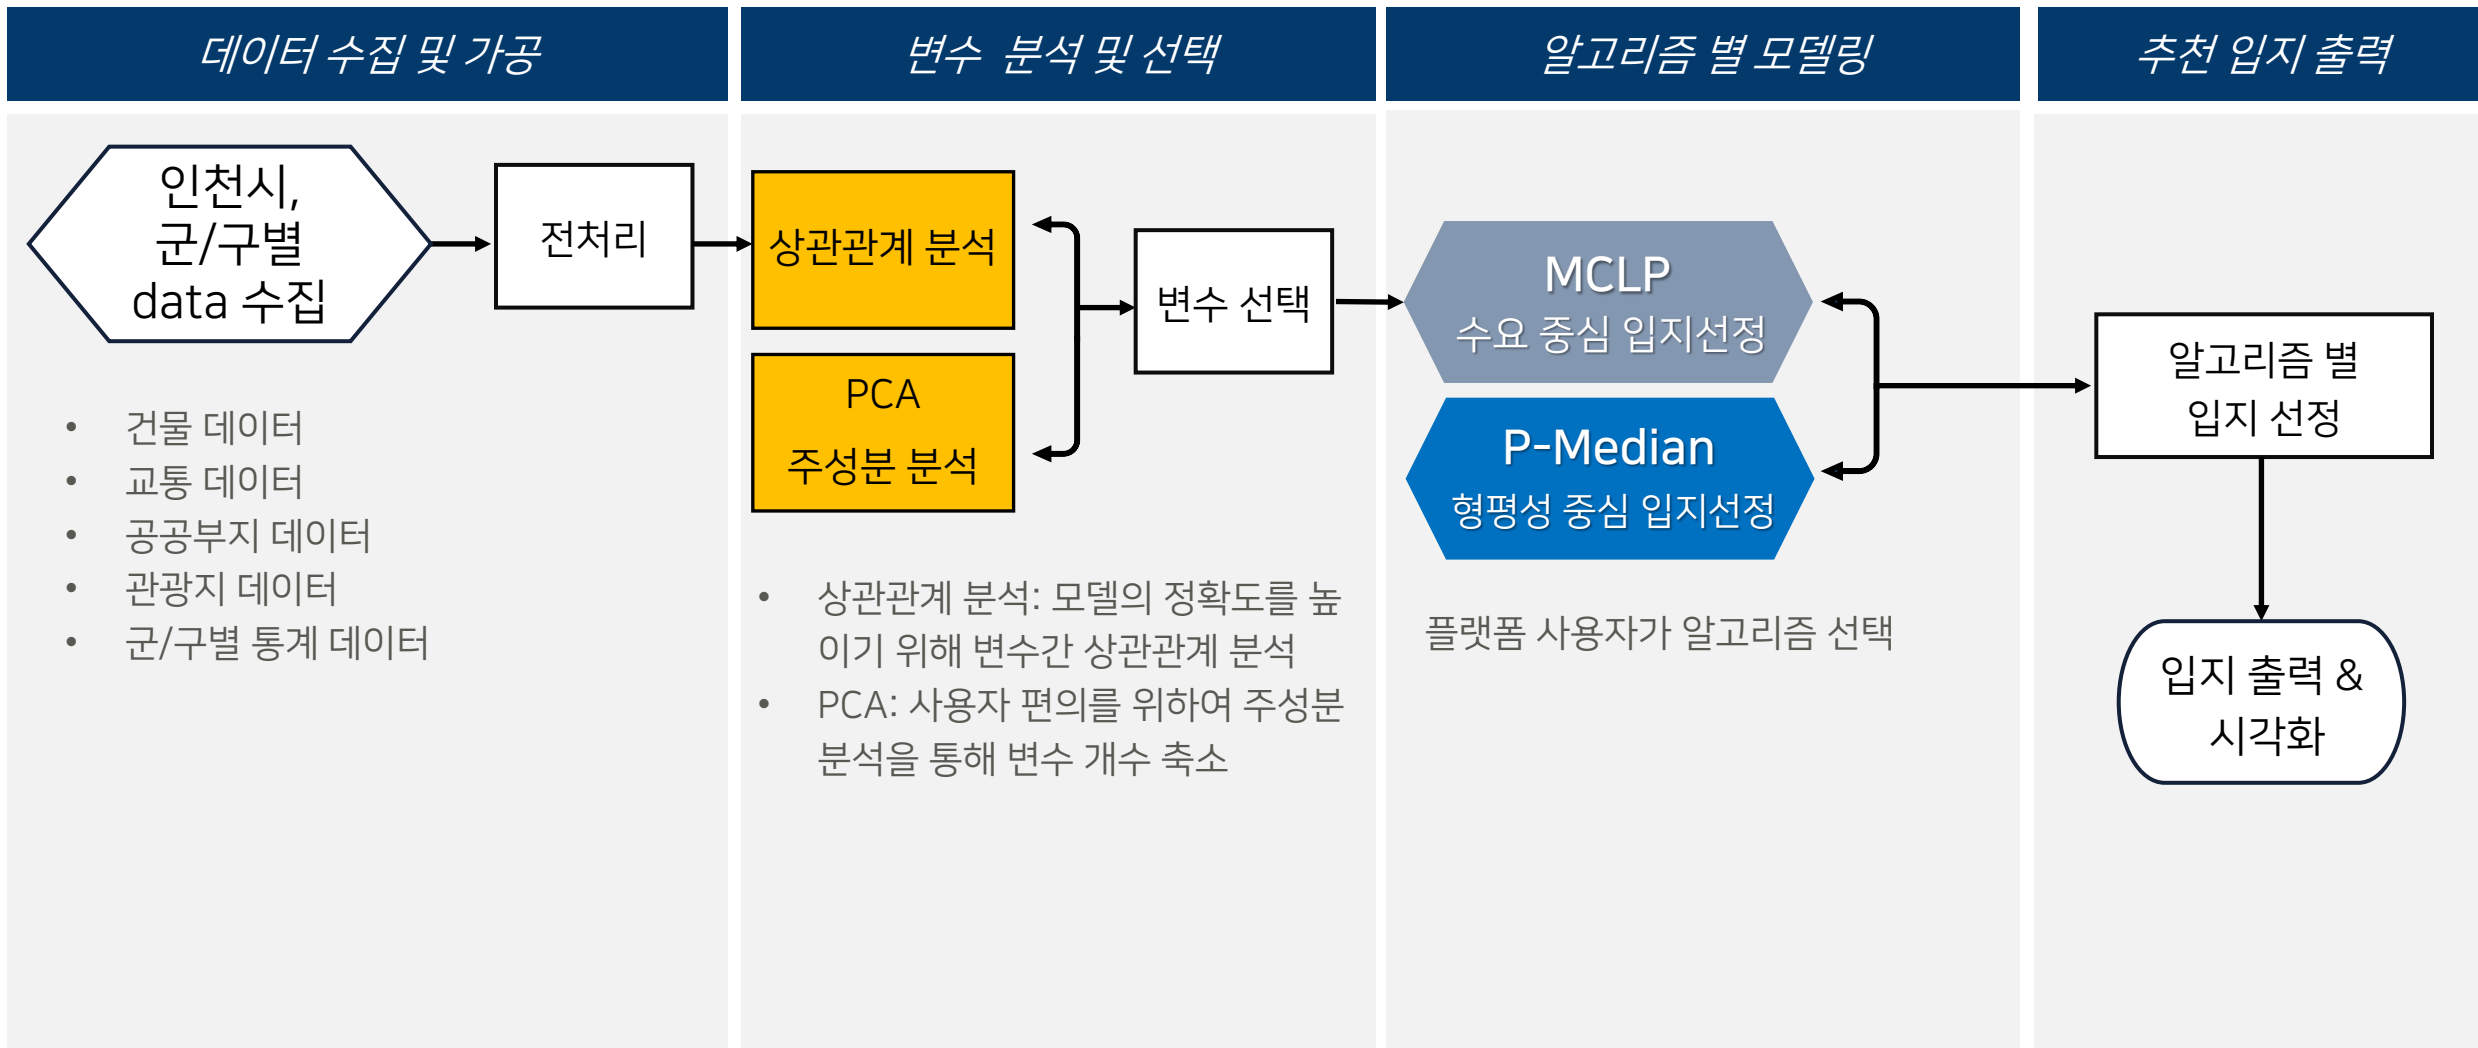 데이터 수집 및 가공
변수 분석 및 선택
알고리즘 별 모델링
추천 입지 출력
인천시,
군/구별
data 수집
전처리
• 건물 데이터
• 교통 데이터
• 공공부지 데이터
• 관광지 데이터
• 군/구별 통계 데이터
상관관계 분석
PCA
주성분 분석
변수 선택
• 상관관계 분석: 모델의 정확도를 높
이기 위해 변수간 상관관계 분석
• PCA: 사용자 편의를 위하여 주성분
분석을 통해 변수 개수 축소
MCLP
수요 중심 입지선정
P-Median
형평성 중심 입지선정
플랫폼 사용자가 알고리즘 선택
알고리즘 별
입지 선정
입지 출력 &
시각화